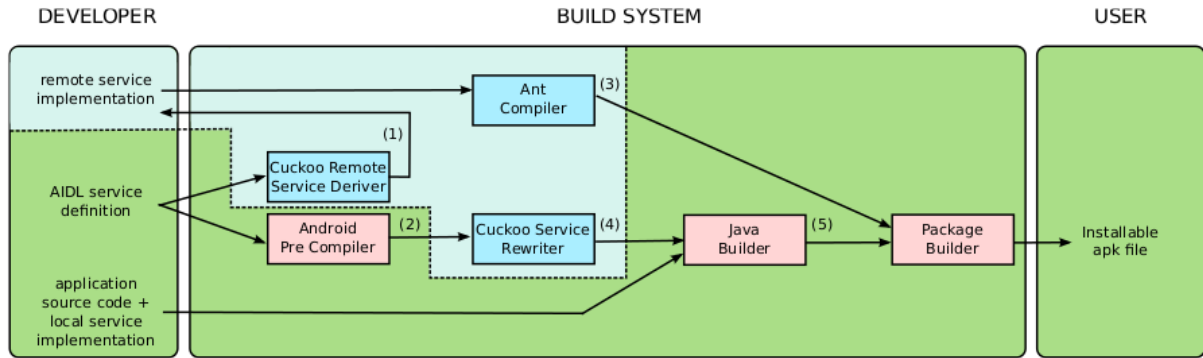 DEVELOPER
BUILD SYSTEM
USER
remote service
implementation
Ant
Compiler
(3)
(1)
Cuckoo Remote
Service Deriver
AIDL service
definition
Android
Pre Compiler
(2)
Cuckoo Service
Rewriter
(4)
Java
Builder
(5)
Package
Builder
Installable
apk file
application
source code +
local service
implementation